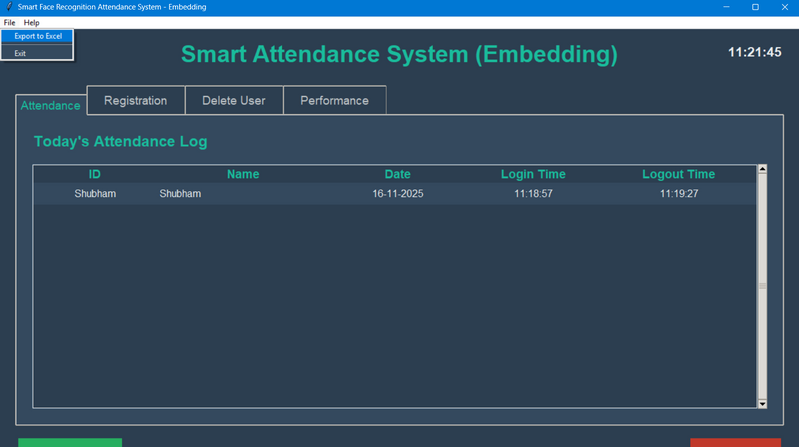 Smart Face Recognition Attendance System - Embedding
File Help
Export to Excel
Exit
Smart Attendance System (Embedding)
11:21:45
Attendance Registration Delete User Performance
Today's Attendance Log
ID Name Date Login Time Logout Time
Shubham Shubham 16-11-2025 11:18:57 11:19:27